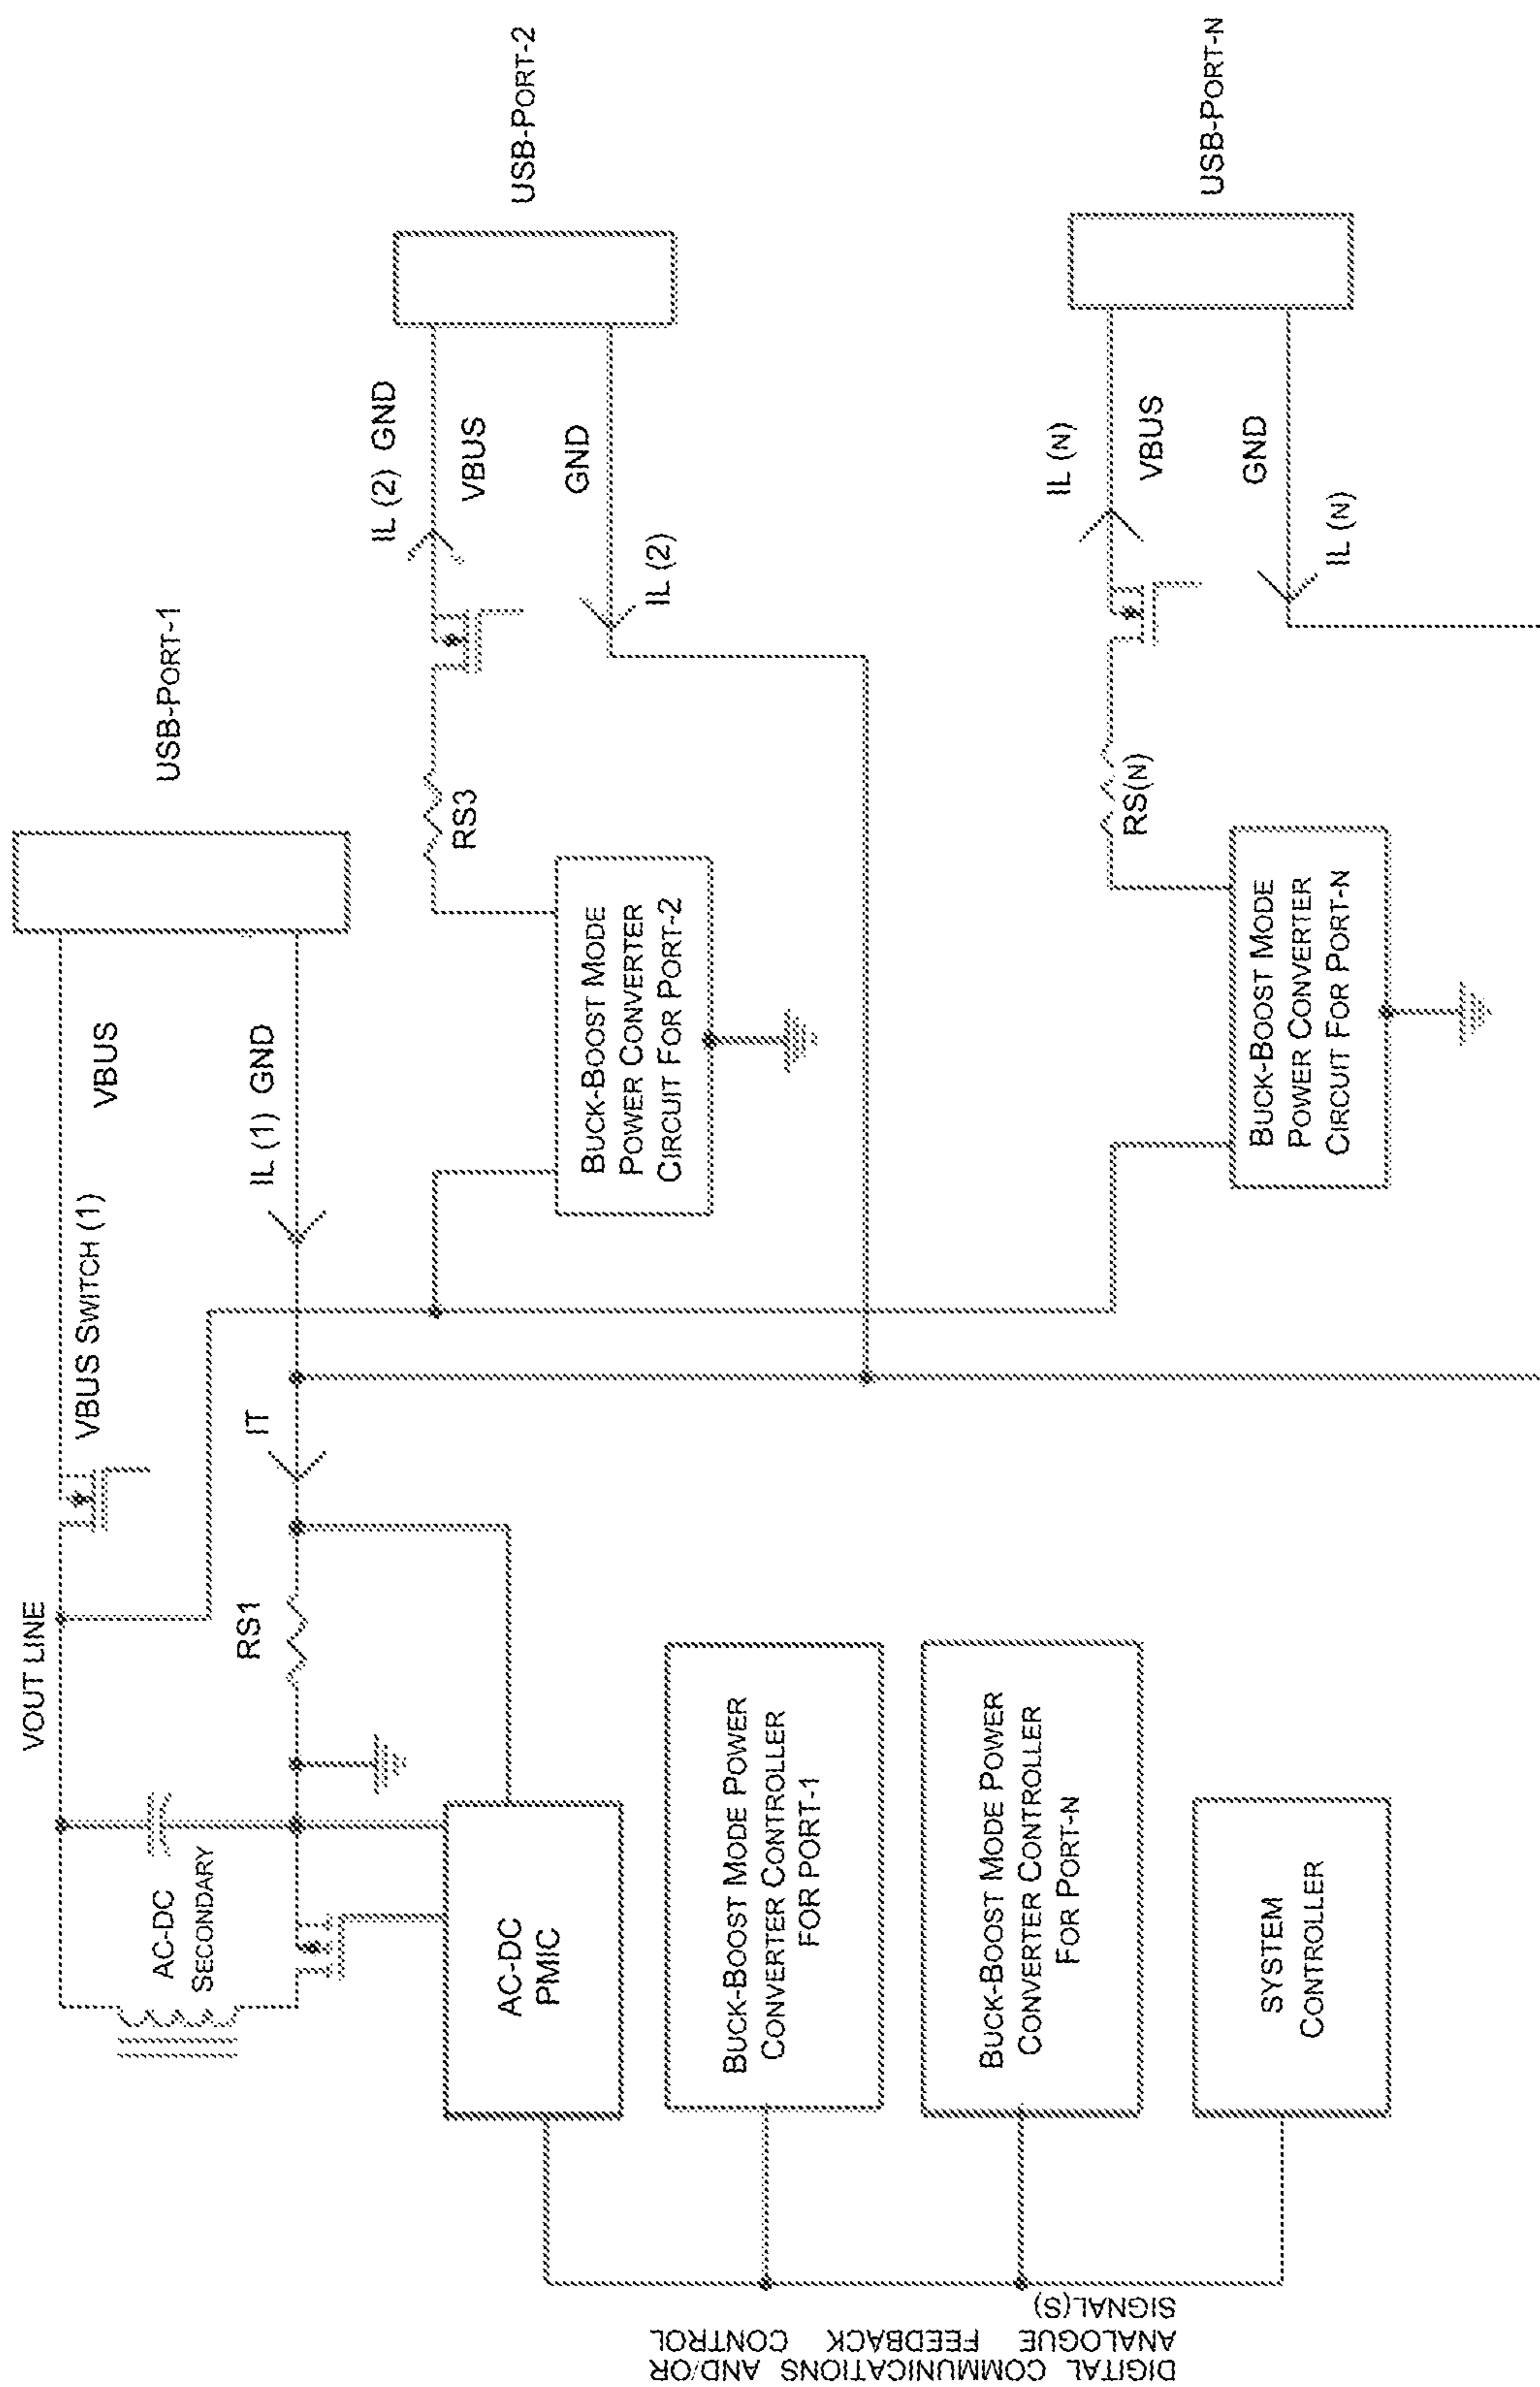 VOUT LINE
VBUS SWITCH (1)
VBUS
USB-PORT-1
AC-DC
SECONDARY
RS1
IT
IL (1) GND
IL (2) GND
VBUS
USB-PORT-2
RS3
GND
IL (2)
AC-DC
PMIC
BUCK-BOOST MODE
POWER CONVERTER
CIRCUIT FOR PORT-2
BUCK-BOOST MODE POWER
CONVERTER CONTROLLER
FOR PORT-1
BUCK-BOOST MODE POWER
CONVERTER CONTROLLER
FOR PORT-N
IL (N)
VBUS
USB-PORT-N
RS(N)
GND
IL (N)
BUCK-BOOST MODE
POWER CONVERTER
CIRCUIT FOR PORT-N
SYSTEM
CONTROLLER
DIGITAL COMMUNICATIONS AND/OR
ANALOGUE FEEDBACK CONTROL
SIGNAL(S)